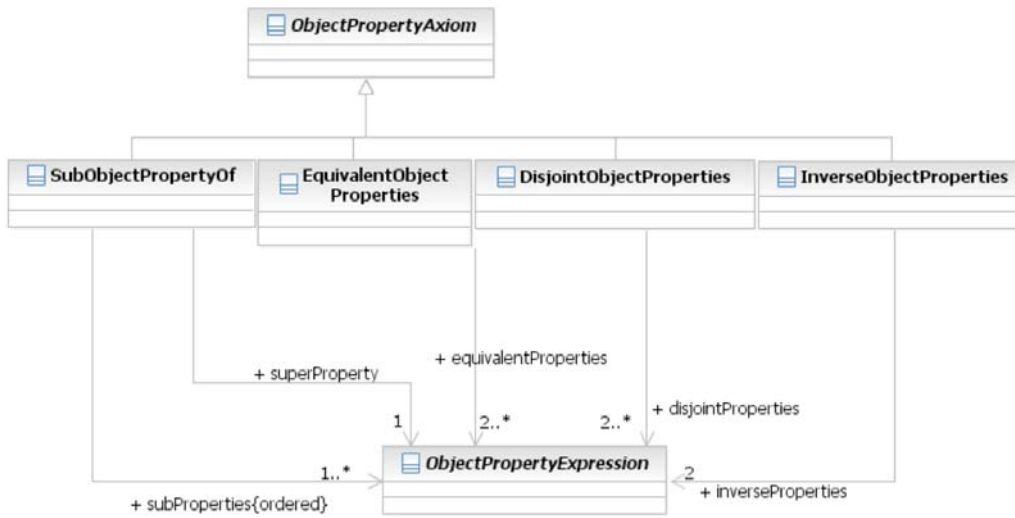 ObjectPropertyAxiom
SubObjectPropertyOf
EquivalentObject
Properties
DisjointObjectProperties
InverseObjectProperties
+ equivalentProperties
+ superProperty
+ disjointProperties
1
2..*
2..*
ObjectPropertyExpression
1..*
2
+ inverseProperties
+ subProperties{ordered}